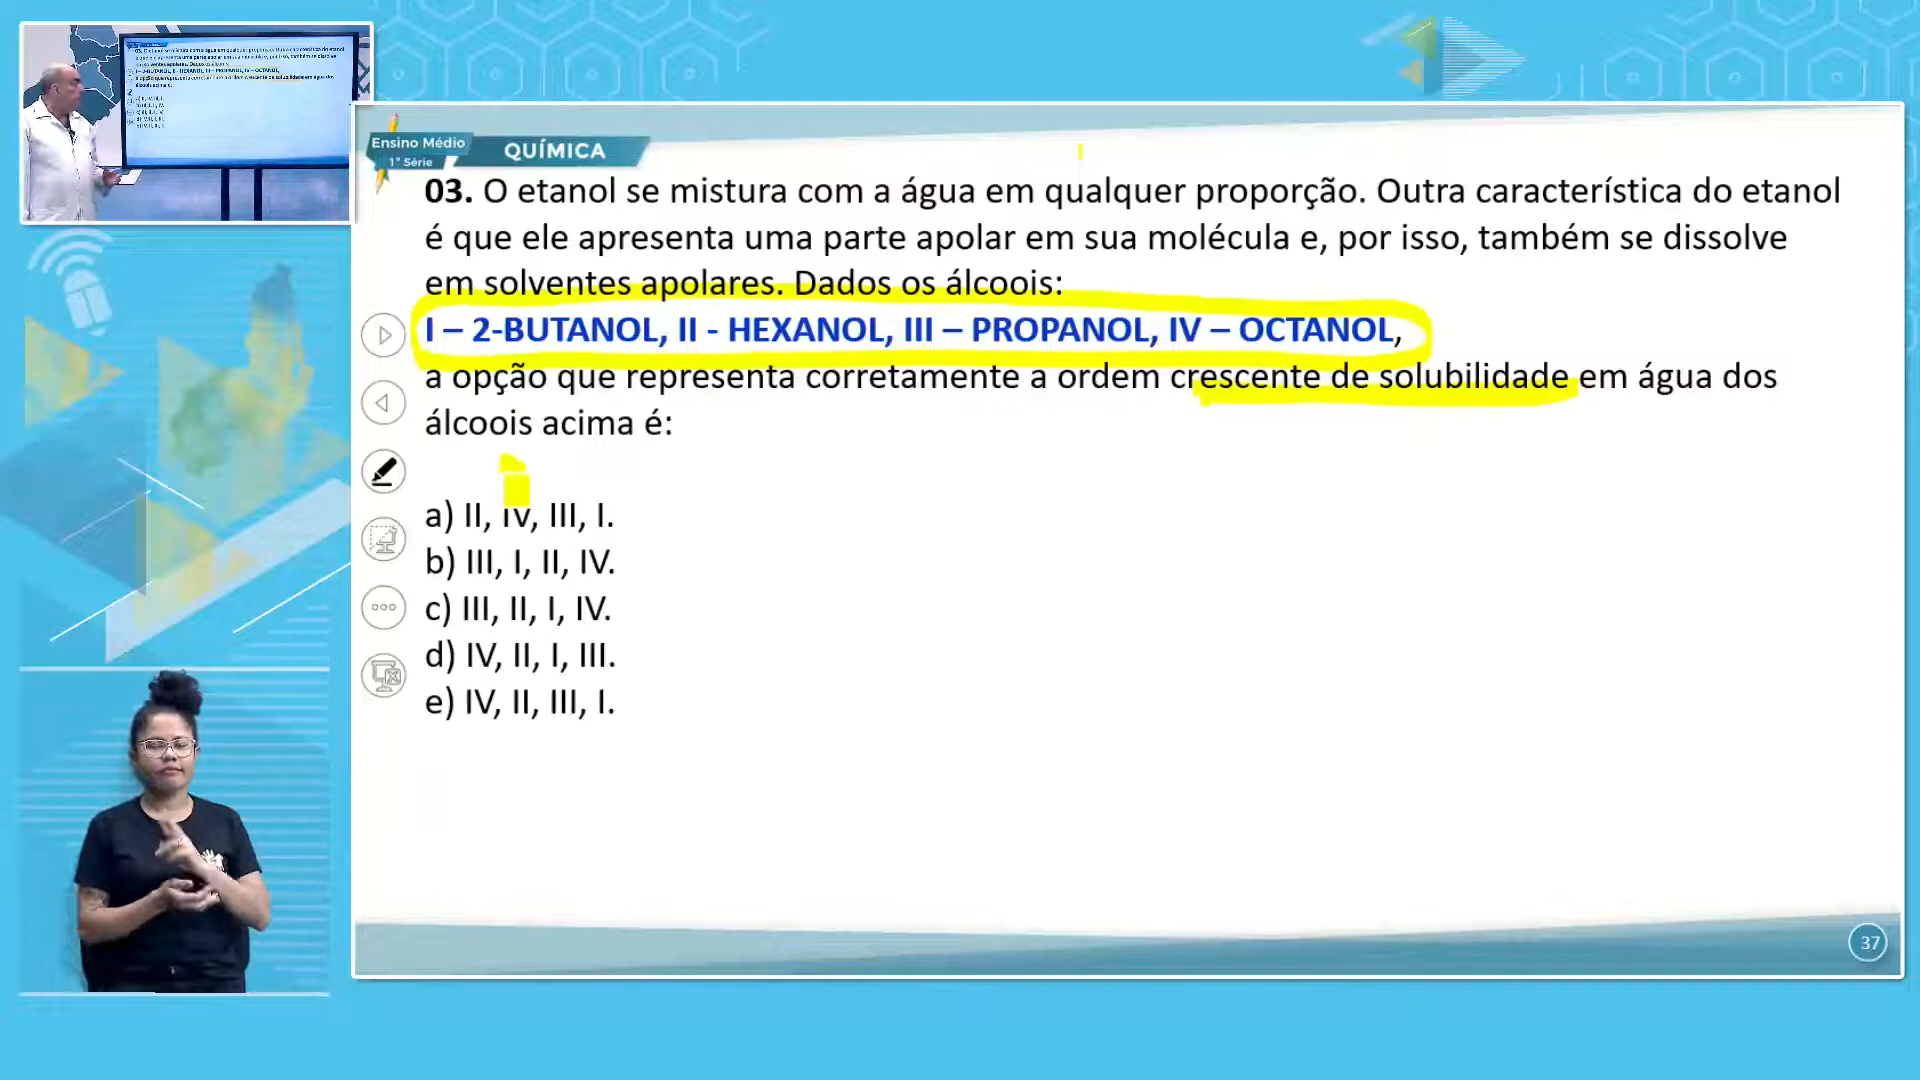 Ensino Médio
1ª Série
QUÍMICA
03. O etanol se mistura com a água em qualquer proporção. Outra característica do etanol
é que ele apresenta uma parte apolar em sua molécula e, por isso, também se dissolve
em solventes apolares. Dados os álcoois:
I – 2-BUTANOL, II - HEXANOL, III – PROPANOL, IV – OCTANOL,
a opção que representa corretamente a ordem crescente de solubilidade em água dos
álcoois acima é:
a) II, IV, III, I.
b) III, I, II, IV.
c) III, II, I, IV.
d) IV, II, I, III.
e) IV, II, III, I.
37